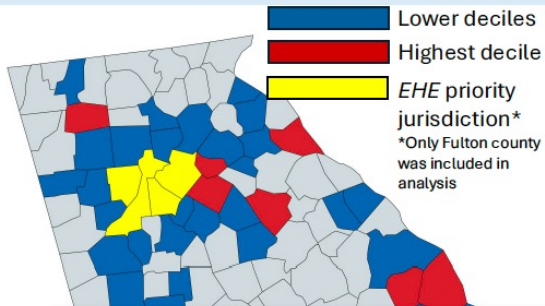 Lower deciles
Highest decile
EHE priority
jurisdiction*
*Only Fulton county
was included in
analysis